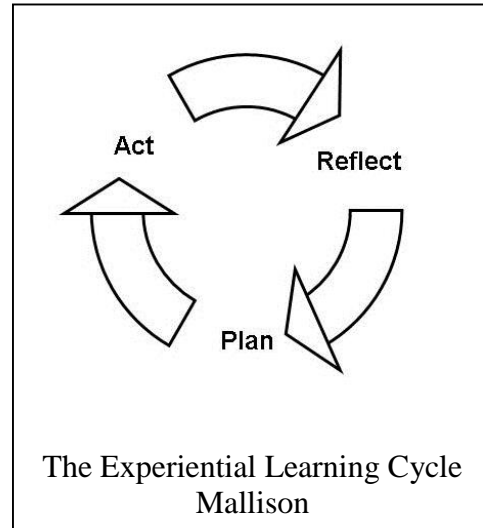 Act
Reflect
Plan
The Experiential Learning Cycle
Mallison